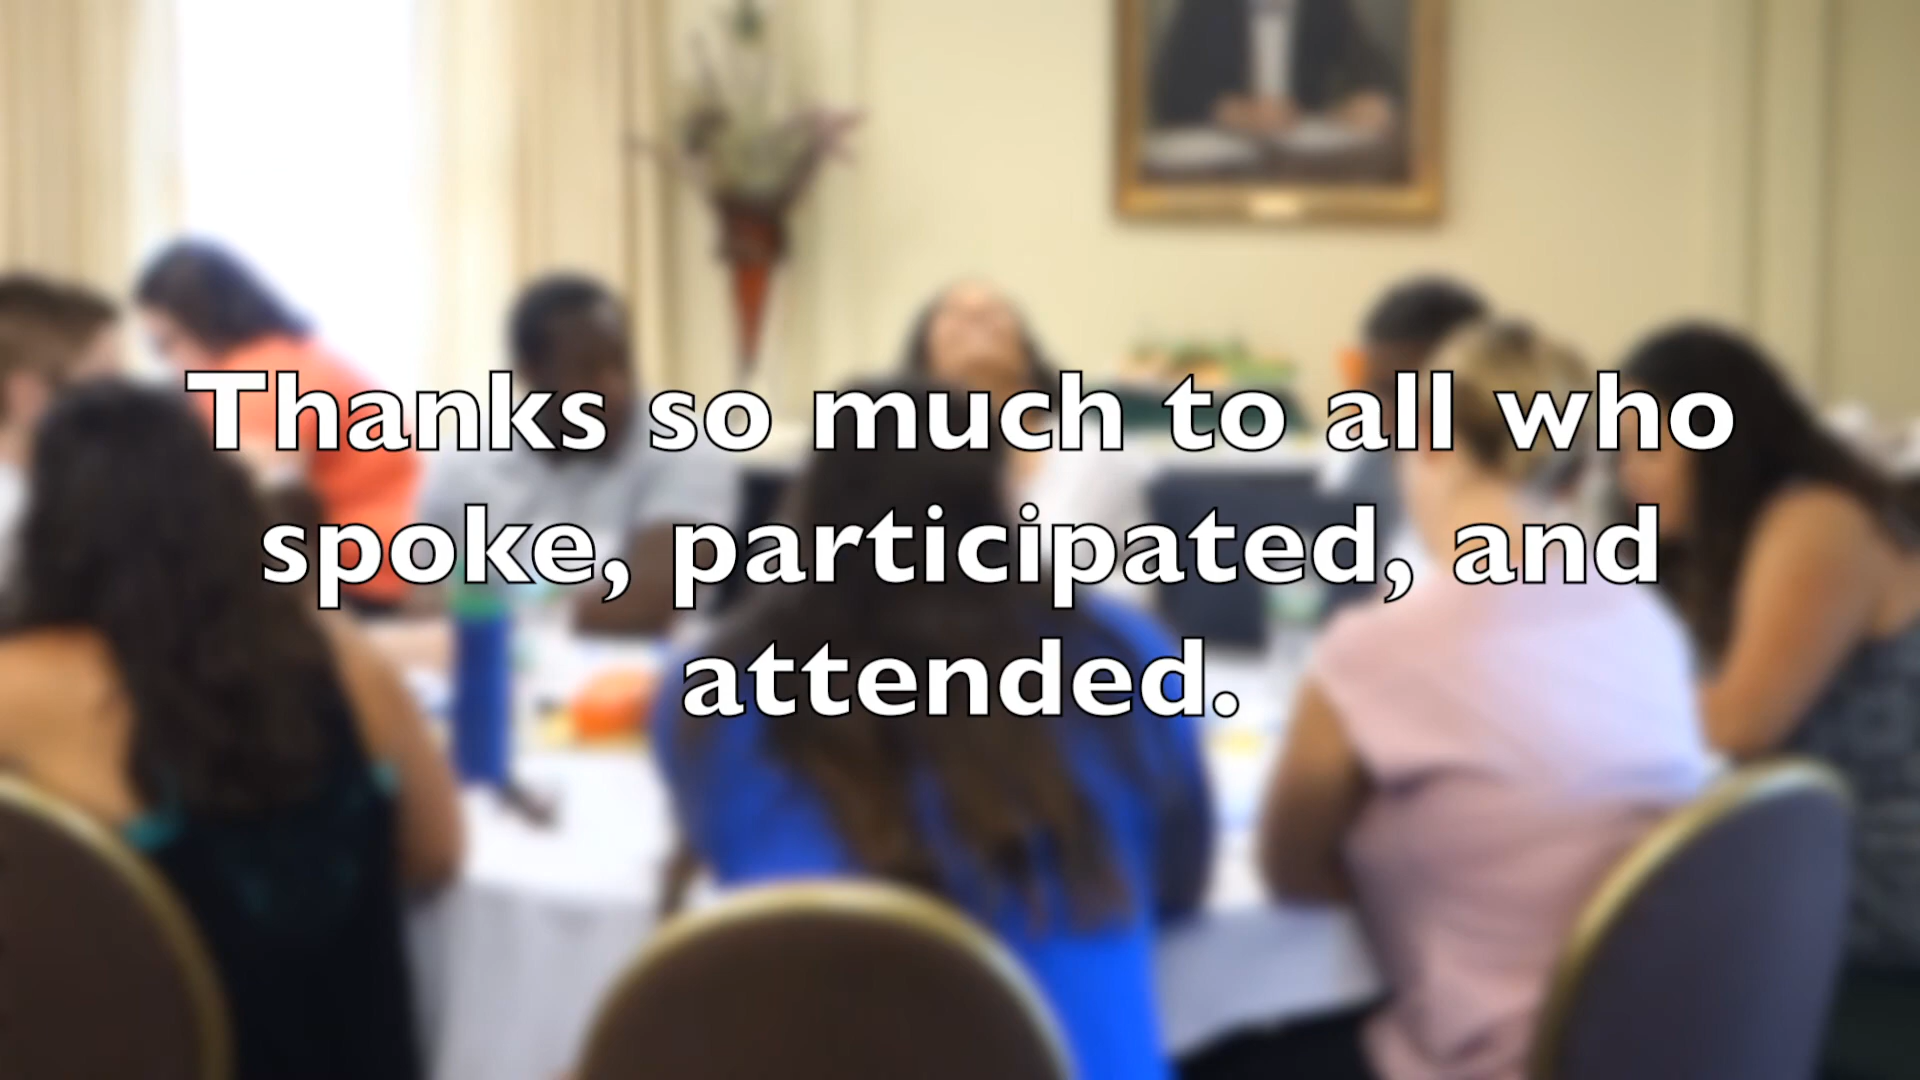 Thanks so much to all who
spoke, participated, and
attended.